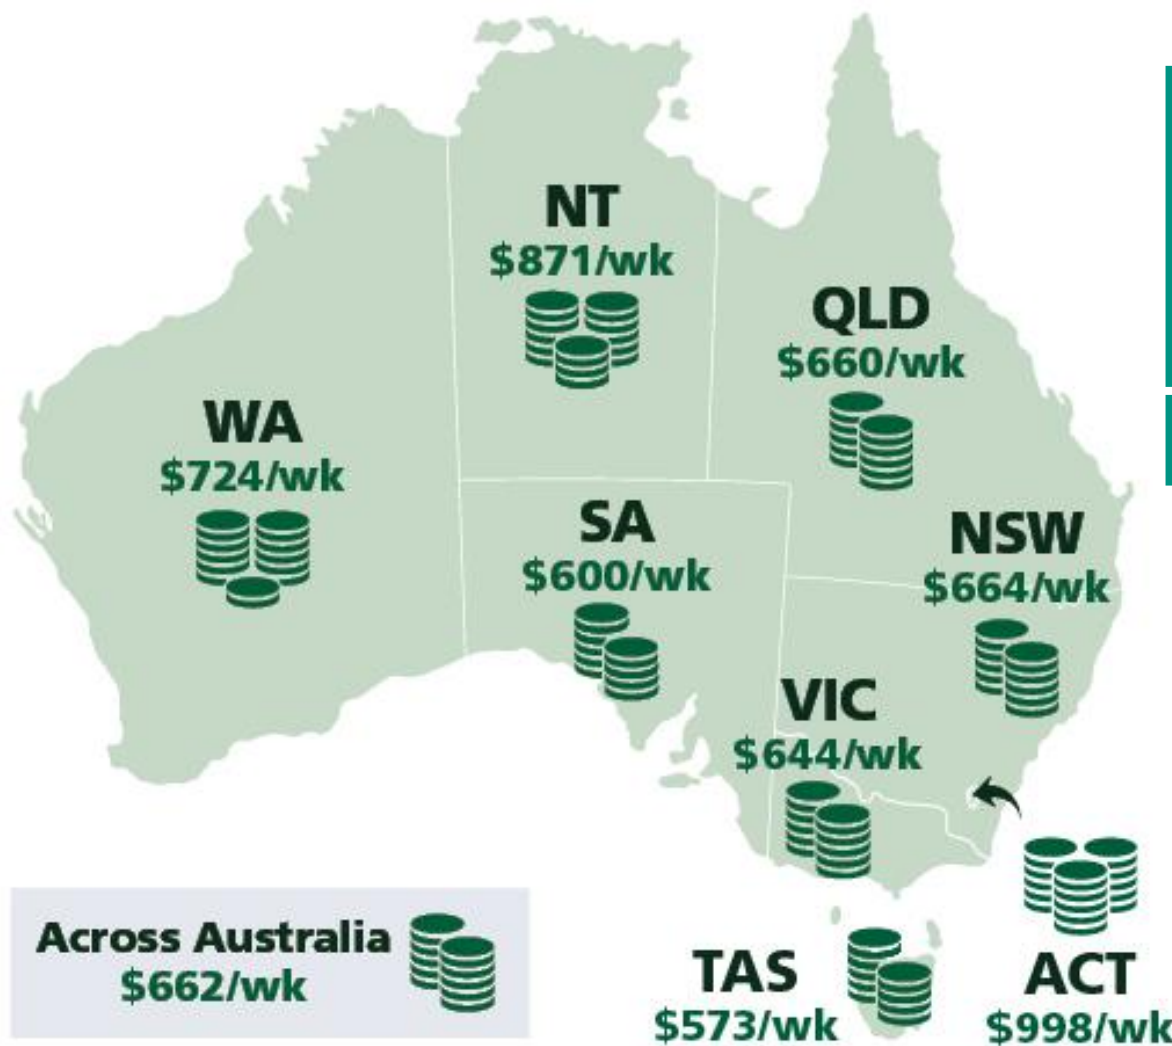 NT
$871/wk
QLD
$660/wk
WA
$724/wk
SA
$600/wk
NSW
$664/wk
VIC
$644/wk
Across Australia
$662/wk
TAS
$573/wk
ACT
$998/wk